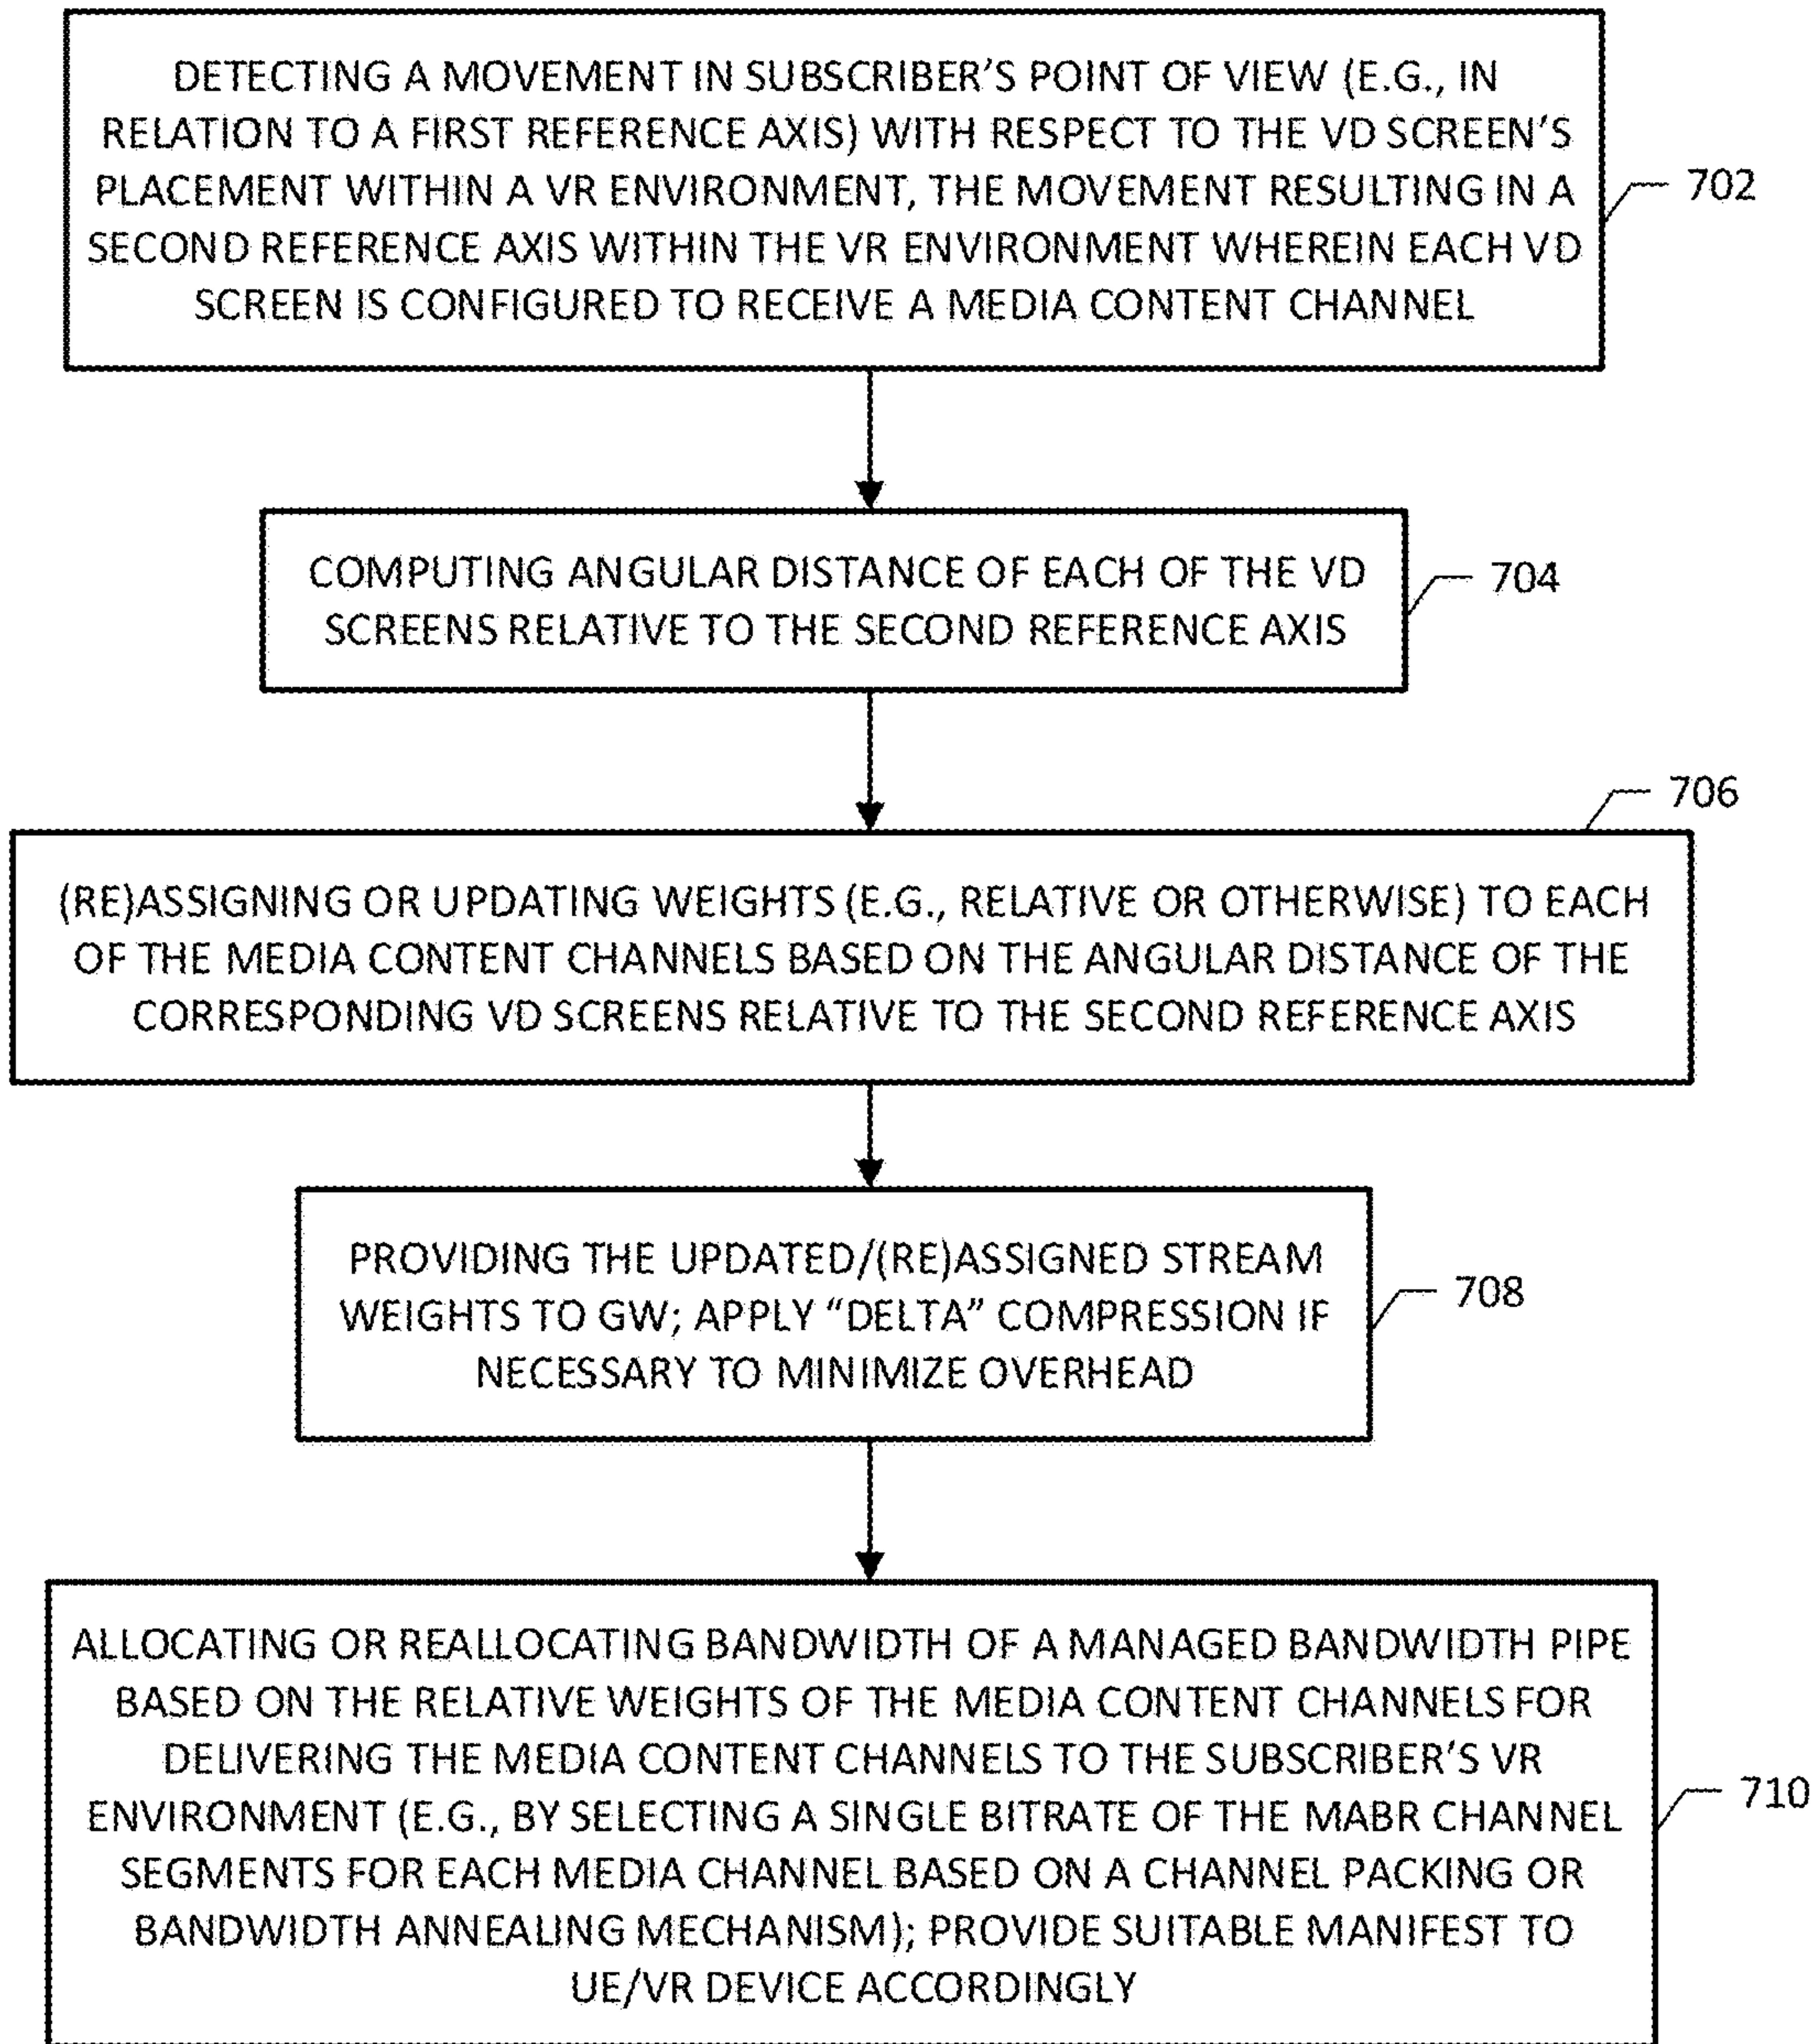 DETECTING A MOVEMENT IN SUBSCRIBER'S POINT OF VIEW (E.G., IN
RELATION TO A FIRST REFERENCE AXIS) WITH RESPECT TO THE VD SCREEN'S
PLACEMENT WITHIN A VR ENVIRONMENT, THE MOVEMENT RESULTING IN A
SECOND REFERENCE AXIS WITHIN THE VR ENVIRONMENT WHEREIN EACH VD
SCREEN IS CONFIGURED TO RECEIVE A MEDIA CONTENT CHANNEL
702
COMPUTING ANGULAR DISTANCE OF EACH OF THE VD
SCREENS RELATIVE TO THE SECOND REFERENCE AXIS
704
706
(RE)ASSIGNING OR UPDATING WEIGHTS (E.G., RELATIVE OR OTHERWISE) TO EACH
OF THE MEDIA CONTENT CHANNELS BASED ON THE ANGULAR DISTANCE OF THE
CORRESPONDING VD SCREENS RELATIVE TO THE SECOND REFERENCE AXIS
PROVIDING THE UPDATED/(RE)ASSIGNED STREAM
WEIGHTS TO GW; APPLY “DELTA” COMPRESSION IF
NECESSARY TO MINIMIZE OVERHEAD
708
ALLOCATING OR REALLOCATING BANDWIDTH OF A MANAGED BANDWIDTH PIPE
BASED ON THE RELATIVE WEIGHTS OF THE MEDIA CONTENT CHANNELS FOR
DELIVERING THE MEDIA CONTENT CHANNELS TO THE SUBSCRIBER'S VR
ENVIRONMENT (E.G., BY SELECTING A SINGLE BITRATE OF THE MABR CHANNEL
SEGMENTS FOR EACH MEDIA CHANNEL BASED ON A CHANNEL PACKING OR
BANDWIDTH ANNEALING MECHANISM); PROVIDE SUITABLE MANIFEST TO
UE/VR DEVICE ACCORDINGLY
710